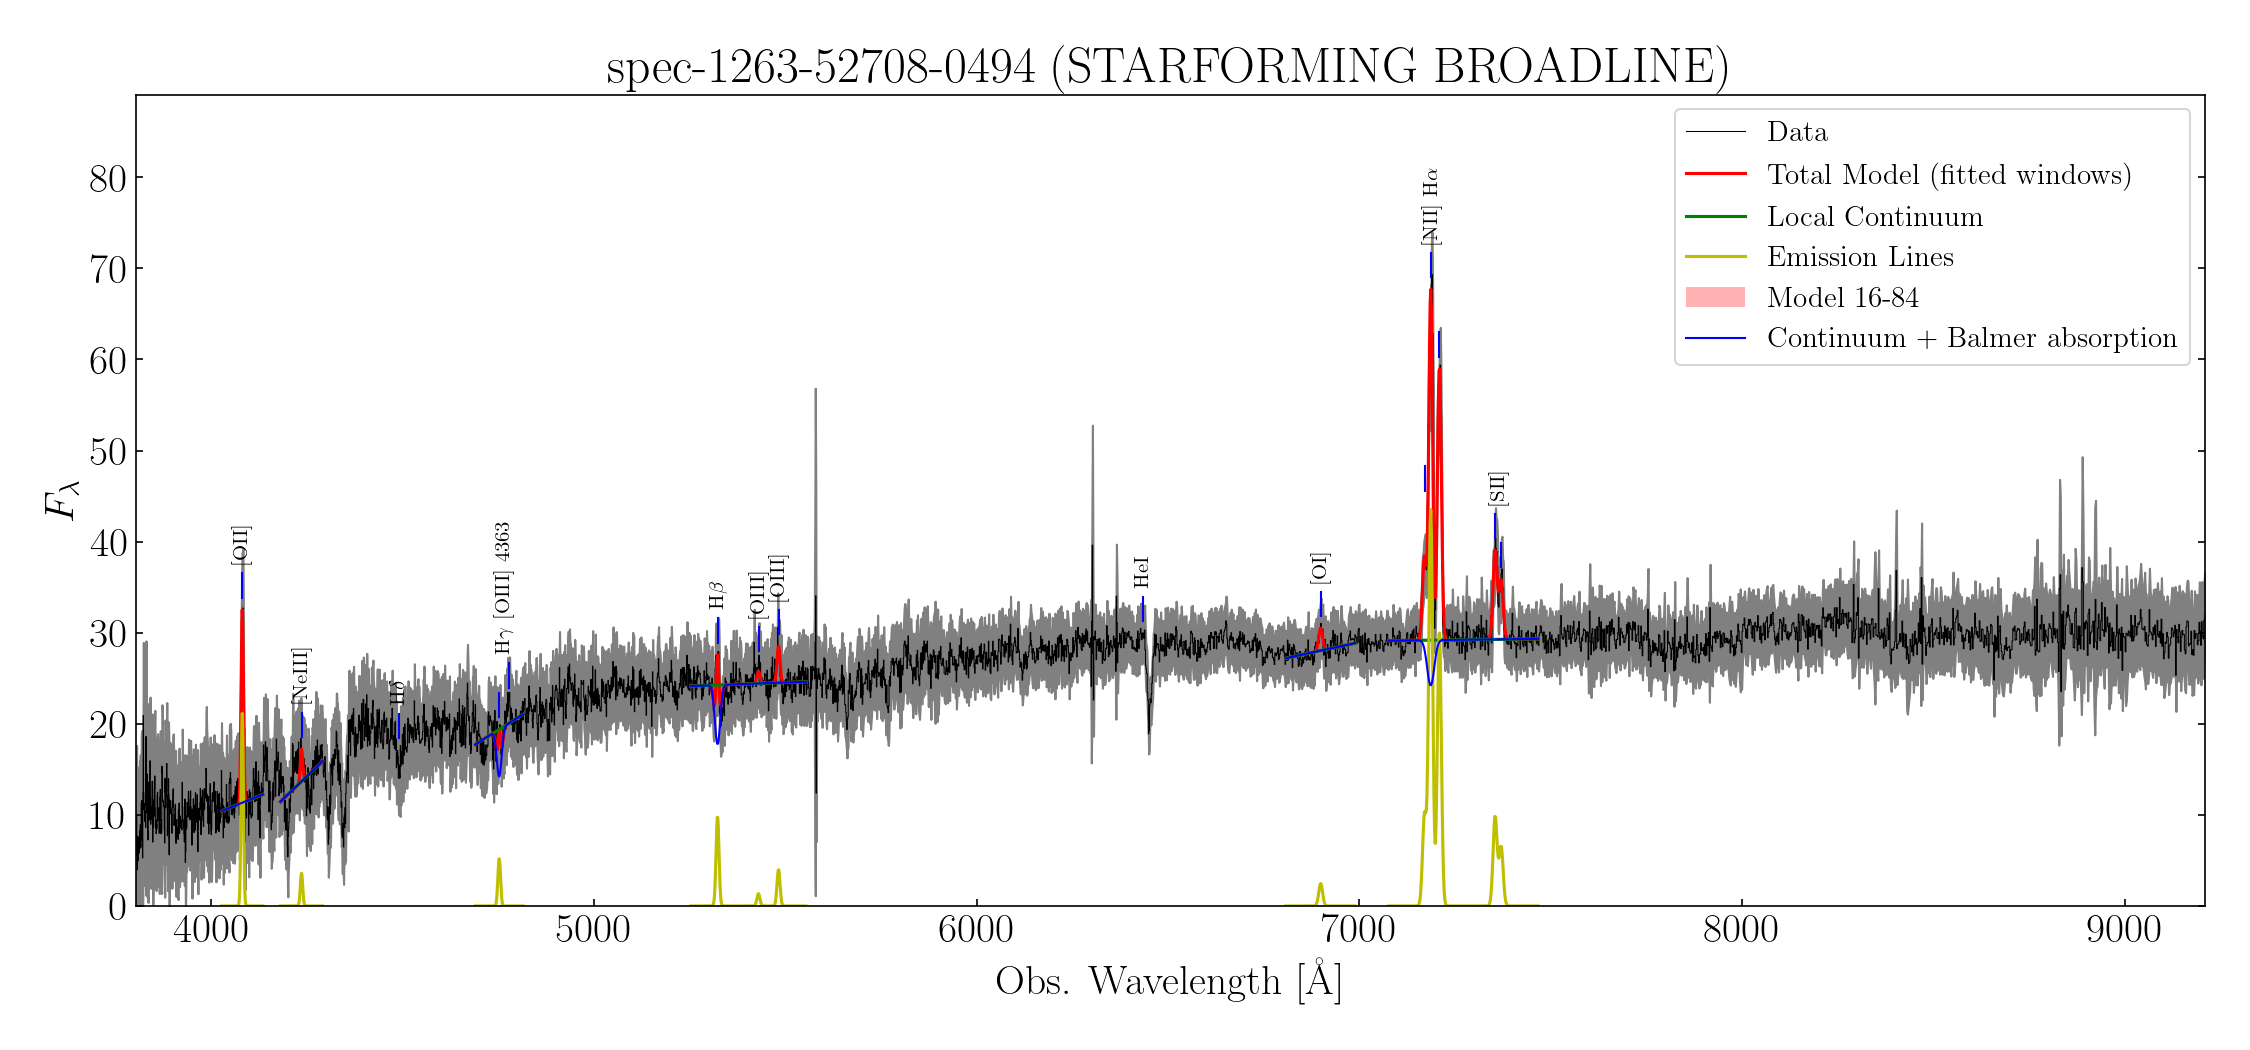 spec-1263-52708-0494 (STARFORMING BROADLINE)
Data
Total Model (fitted windows)
Local Continuum
Emission Lines
Model 16-84
Continuum + Balmer absorption
[OII]
[NeIII]
Hδ
Hγ [OIII] 4363
Hβ
[OIII]
[OIII]
HeI
[OI]
[NII] Hα
[SII]
Fλ
80
70
60
50
40
30
20
10
0
4000 5000 6000 7000 8000 9000
Obs. Wavelength [Å]